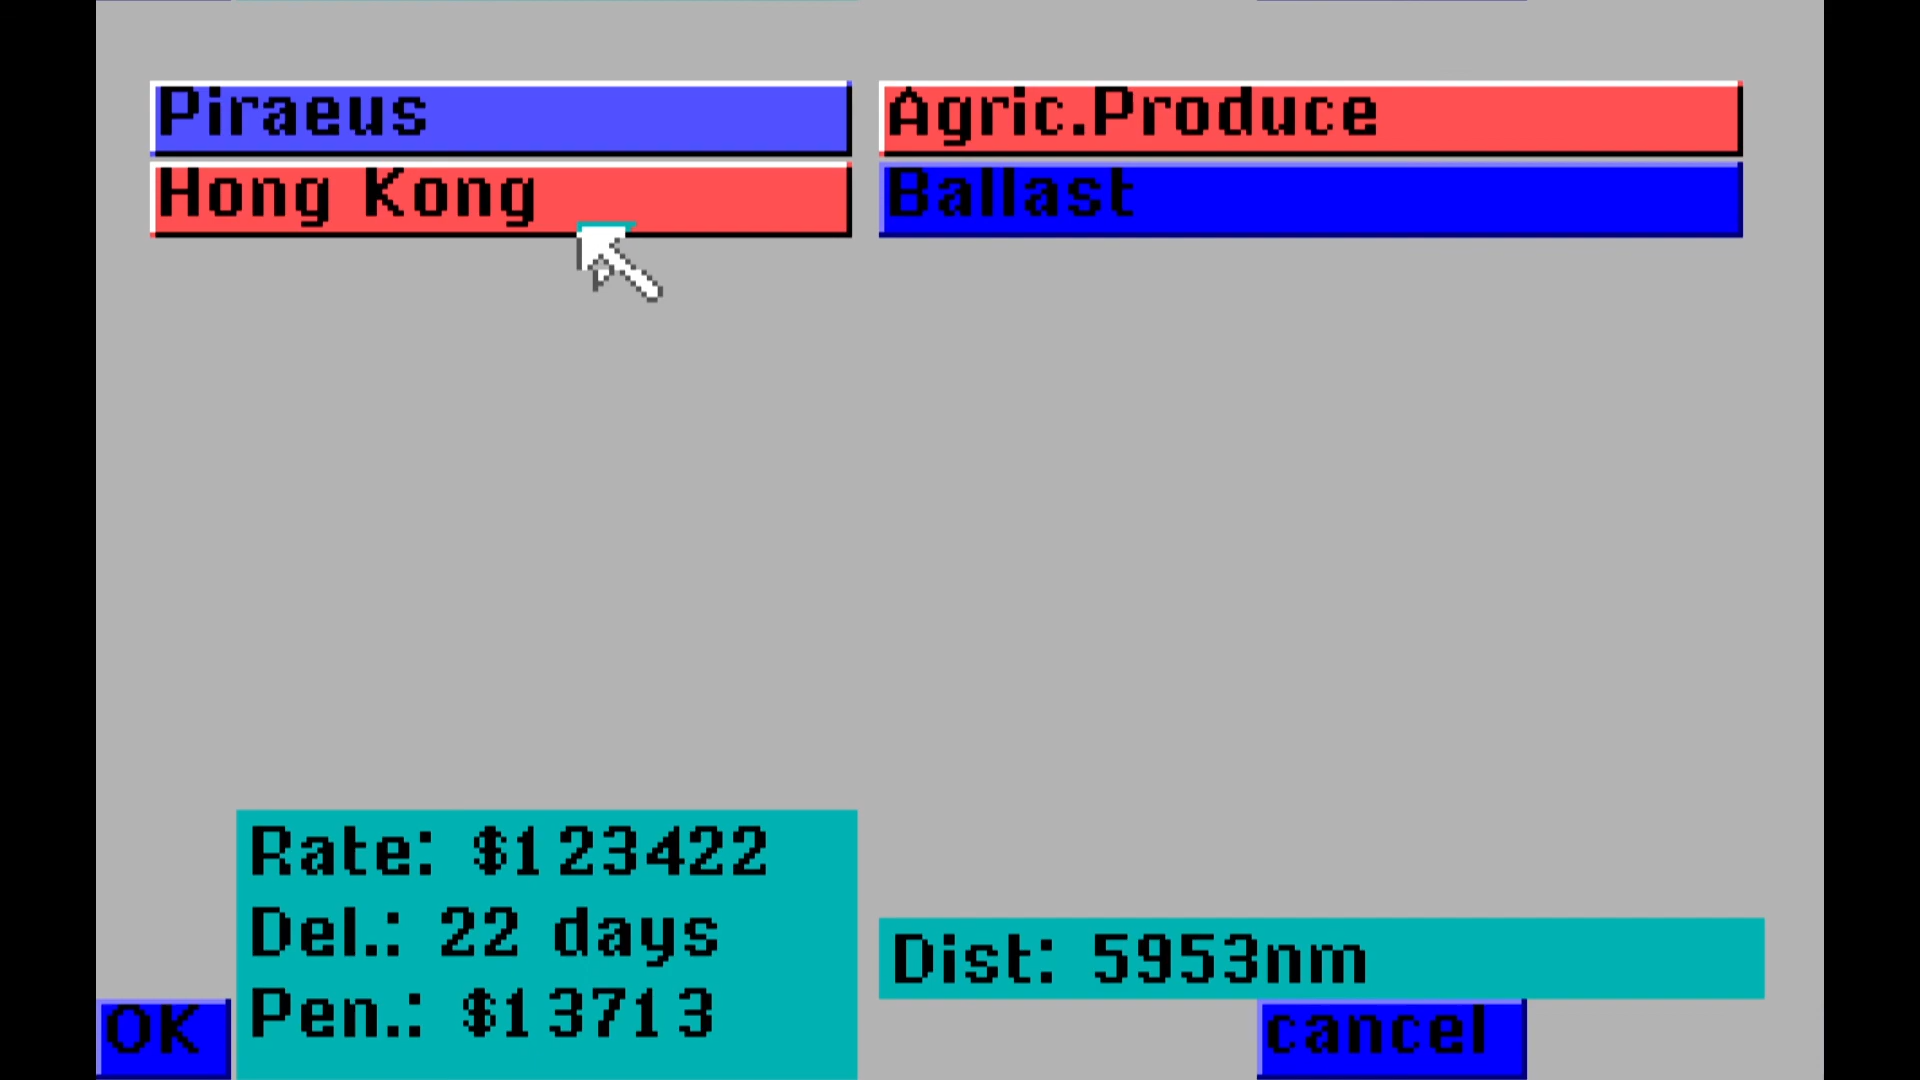 Piraeus
Agric.Produce
Hong Kong
Ballast
Rate: $123422
Del.: 22 days
Pen.: $13713
Dist: 5953nm
OK
cancel